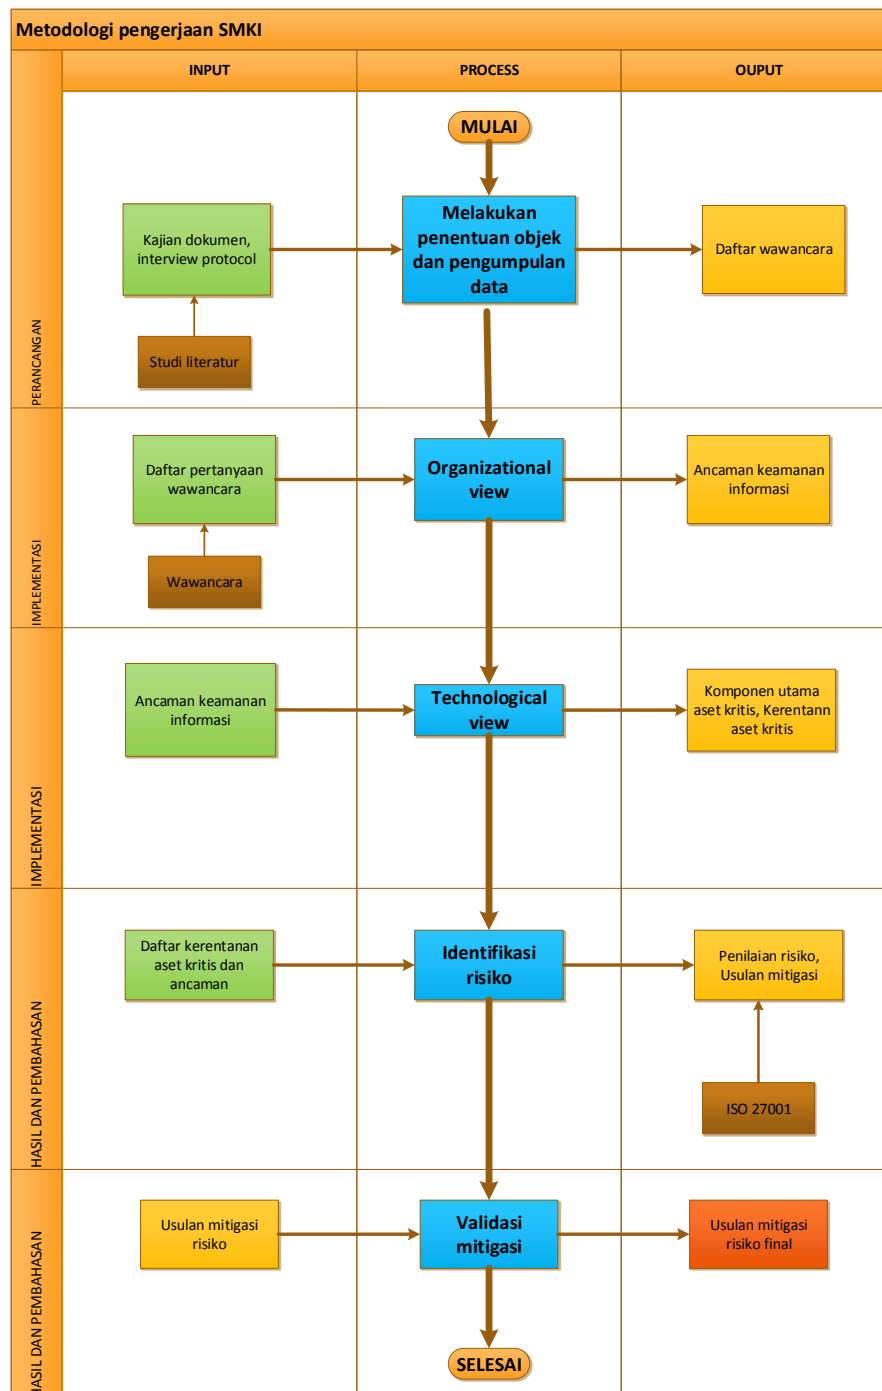 Metodologi pengerjaan SMKI
INPUT
PROCESS
OUPUT
PERANCANGAN
MULAI
Kajian dokumen,
interview protocol
Melakukan
penentuan objek
dan pengumpulan
data
Daftar wawancara
Studi literatur
IMPLEMENTASI
Daftar pertanyaan
wawancara
Organizational
view
Ancaman keamanan
informasi
Wawancara
IMPLEMENTASI
Ancaman keamanan
informasi
Technological
view
Komponen utama
aset kritis, Kerentann
aset kritis
HASIL DAN PEMBAHASAN
Daftar kerentanan
aset kritis dan
ancaman
Identifikasi
risiko
Penilaian risiko,
Usulan mitigasi
ISO 27001
HASIL DAN PEMBAHASAN
Usulan mitigasi
risiko
Validasi
mitigasi
Usulan mitigasi
risiko final
SELESAI